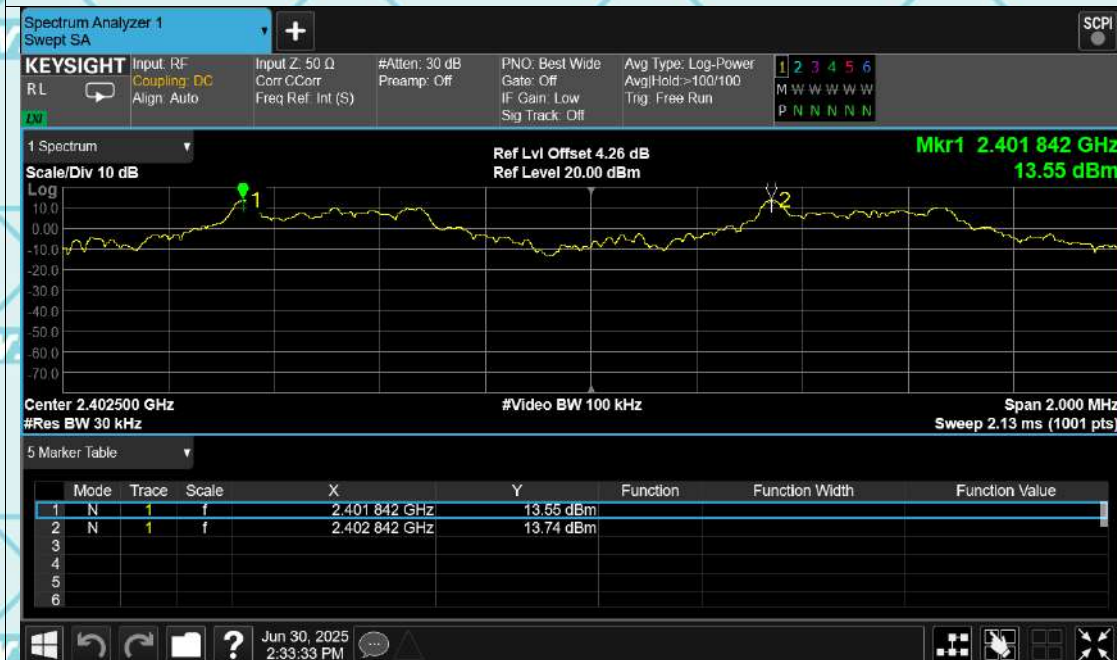 Spectrum Analyzer 1
Swept SA
+
SCPI
KEYSIGHT
RL
LXI
Input: RF
Coupling: DC
Align: Auto
Input Z: 50 Ω
Corr CCorr
Freq Ref: Int (S)
#Atten: 30 dB
Preamp: Off
PNO: Best Wide
Gate: Off
IF Gain: Low
Sig Track: Off
Avg Type: Log-Power
Avg|Hold:>100/100
Trig: Free Run
1 2 3 4 5 6
M W W W W W
P N N N N N
1 Spectrum
Scale/Div 10 dB
Ref Lvl Offset 4.26 dB
Ref Level 20.00 dBm
Mkr1 2.401 842 GHz
13.55 dBm
Log
1
2
10.0
0.00
-10.0
-20.0
-30.0
-40.0
-50.0
-60.0
-70.0
Center 2.402500 GHz
#Video BW 100 kHz
Span 2.000 MHz
#Res BW 30 kHz
Sweep 2.13 ms (1001 pts)
5 Marker Table
Mode Trace Scale X Y Function Function Width Function Value
1 N 1 f 2.401 842 GHz 13.55 dBm
2 N 1 f 2.402 842 GHz 13.74 dBm
3
4
5
6
?
Jun 30, 2025
2:33:33 PM